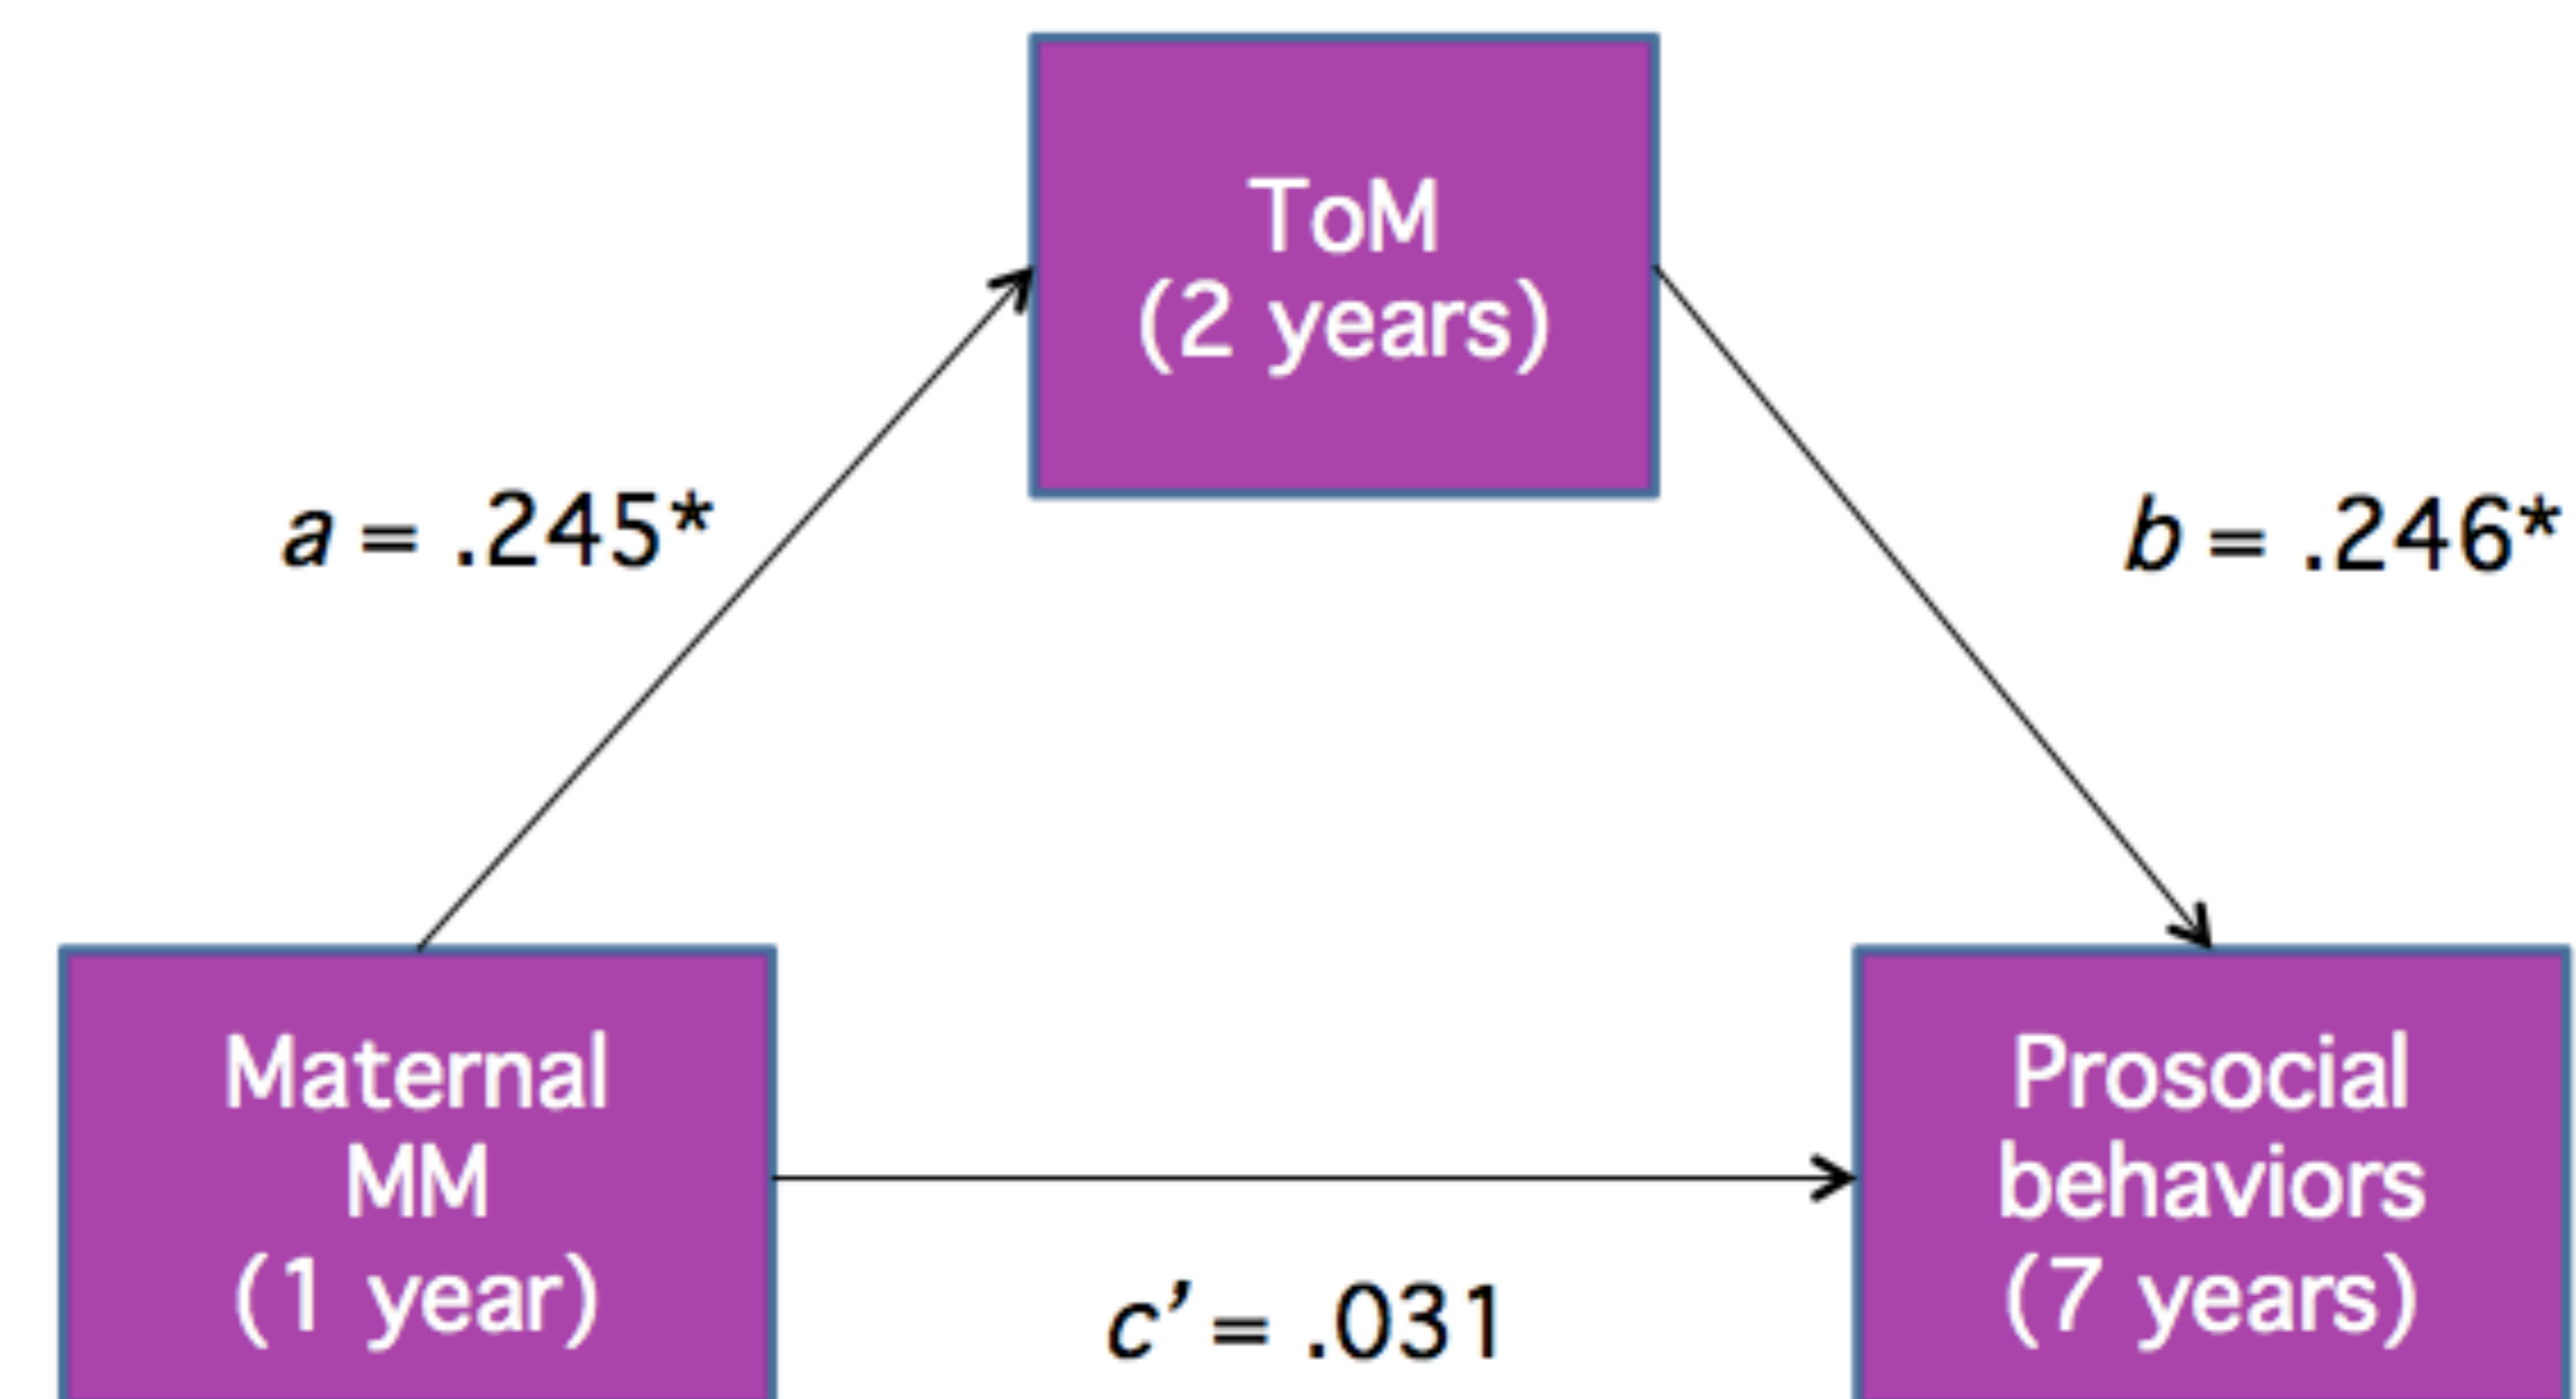 ToM
(2 years)
a = .245*
b = .246*
Maternal
MM
(1 year)
Prosocial
behaviors
(7 years)
c’ = .031